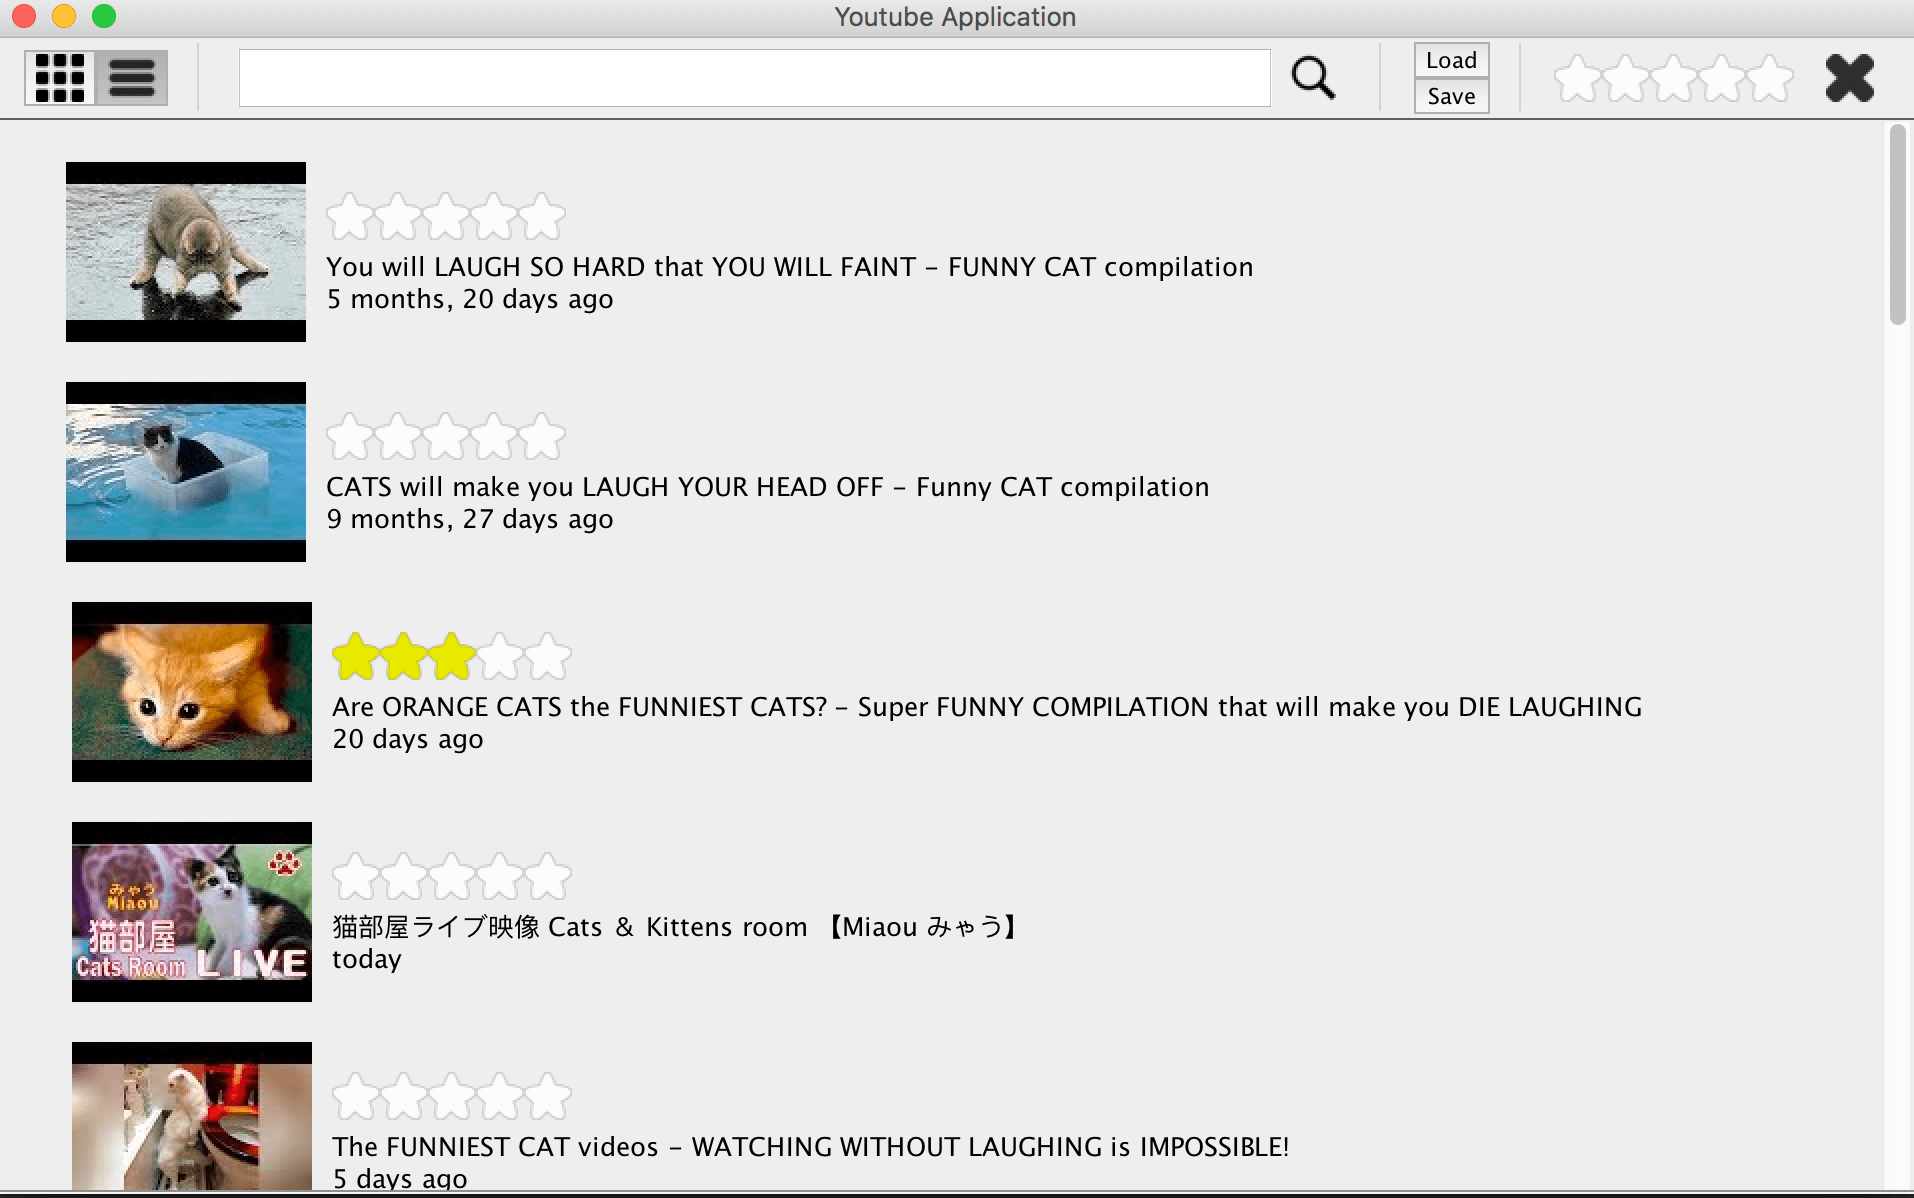 Youtube Application
Load
Save
You will LAUGH SO HARD that YOU WILL FAINT - FUNNY CAT compilation
5 months, 20 days ago
CATS will make you LAUGH YOUR HEAD OFF - Funny CAT compilation
9 months, 27 days ago
Are ORANGE CATS the FUNNIEST CATS? - Super FUNNY COMPILATION that will make you DIE LAUGHING
20 days ago
みゃう
Miaou
猫部屋
Cats Room LIVE
猫部屋ライブ映像 Cats & Kittens room 【Miaou みゃう】
today
The FUNNIEST CAT videos - WATCHING WITHOUT LAUGHING is IMPOSSIBLE!
5 days ago